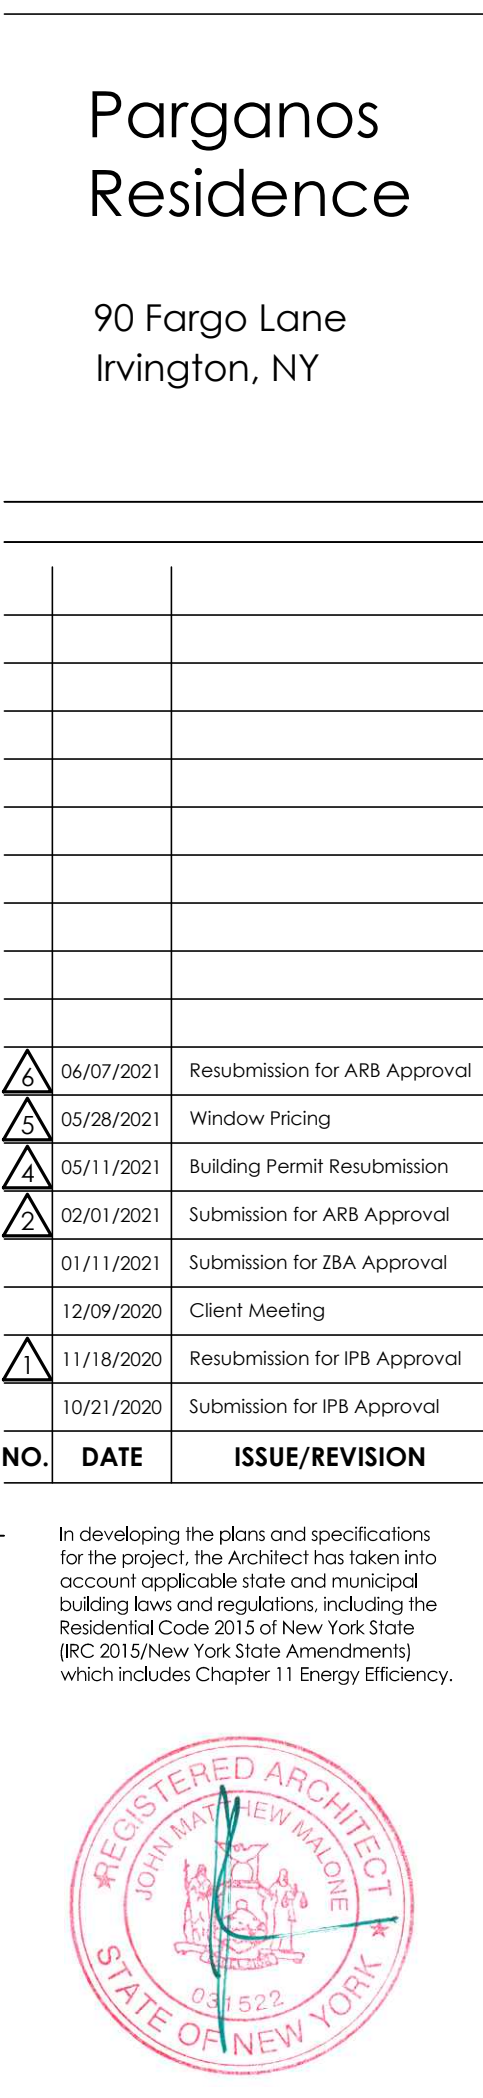 Parganos
Residence
90 Fargo Lane
Irvington, NY
6 06/07/2021 Resubmission for ARB Approval
5 05/28/2021 Window Pricing
4 05/11/2021 Building Permit Resubmission
2 02/01/2021 Submission for ARB Approval
01/11/2021 Submission for ZBA Approval
12/09/2020 Client Meeting
1 11/18/2020 Resubmission for IPB Approval
10/21/2020 Submission for IPB Approval
NO. DATE ISSUE/REVISION
In developing the plans and specifications
for the project, the Architect has taken into
account applicable state and municipal
building laws and regulations, including the
Residential Code 2015 of New York State
(IRC 2015/New York State Amendments)
which includes Chapter 11 Energy Efficiency.
REGISTERED ARCHITECT
JOHN MATTHEW MALONE
031522
STATE OF NEW YORK